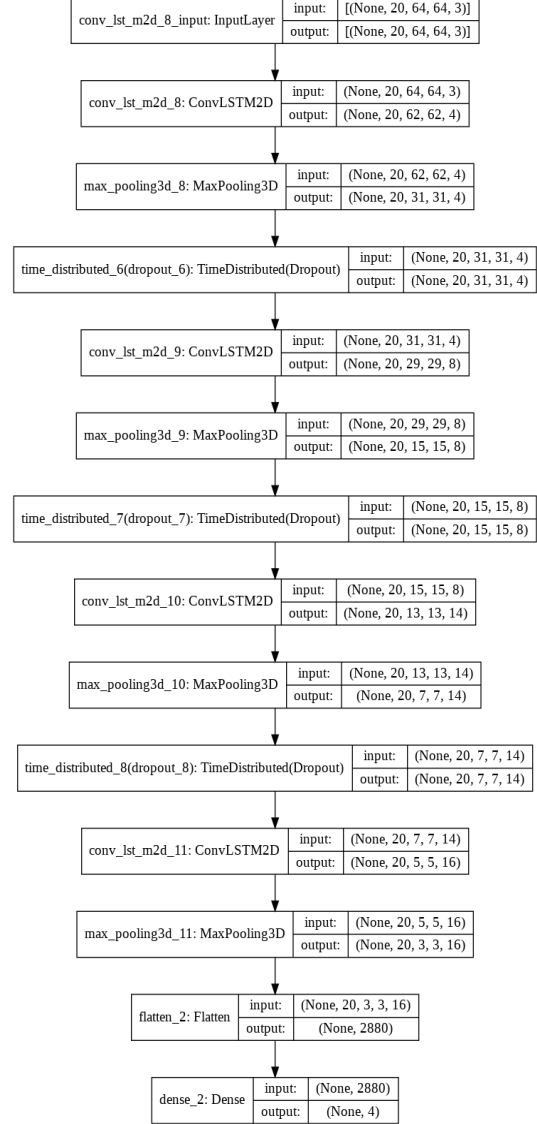 conv_lst_m2d_8_input: InputLayer input: [(None, 20, 64, 64, 3)]
output: [(None, 20, 64, 64, 3)]
conv_lst_m2d_8: ConvLSTM2D input: (None, 20, 64, 64, 3)
output: (None, 20, 62, 62, 4)
max_pooling3d_8: MaxPooling3D input: (None, 20, 62, 62, 4)
output: (None, 20, 31, 31, 4)
time_distributed_6(dropout_6): TimeDistributed(Dropout) input: (None, 20, 31, 31, 4)
output: (None, 20, 31, 31, 4)
conv_lst_m2d_9: ConvLSTM2D input: (None, 20, 31, 31, 4)
output: (None, 20, 29, 29, 8)
max_pooling3d_9: MaxPooling3D input: (None, 20, 29, 29, 8)
output: (None, 20, 15, 15, 8)
time_distributed_7(dropout_7): TimeDistributed(Dropout) input: (None, 20, 15, 15, 8)
output: (None, 20, 15, 15, 8)
conv_lst_m2d_10: ConvLSTM2D input: (None, 20, 15, 15, 8)
output: (None, 20, 13, 13, 14)
max_pooling3d_10: MaxPooling3D input: (None, 20, 13, 13, 14)
output: (None, 20, 7, 7, 14)
time_distributed_8(dropout_8): TimeDistributed(Dropout) input: (None, 20, 7, 7, 14)
output: (None, 20, 7, 7, 14)
conv_lst_m2d_11: ConvLSTM2D input: (None, 20, 7, 7, 14)
output: (None, 20, 5, 5, 16)
max_pooling3d_11: MaxPooling3D input: (None, 20, 5, 5, 16)
output: (None, 20, 3, 3, 16)
flatten_2: Flatten input: (None, 20, 3, 3, 16)
output: (None, 2880)
dense_2: Dense input: (None, 2880)
output: (None, 4)